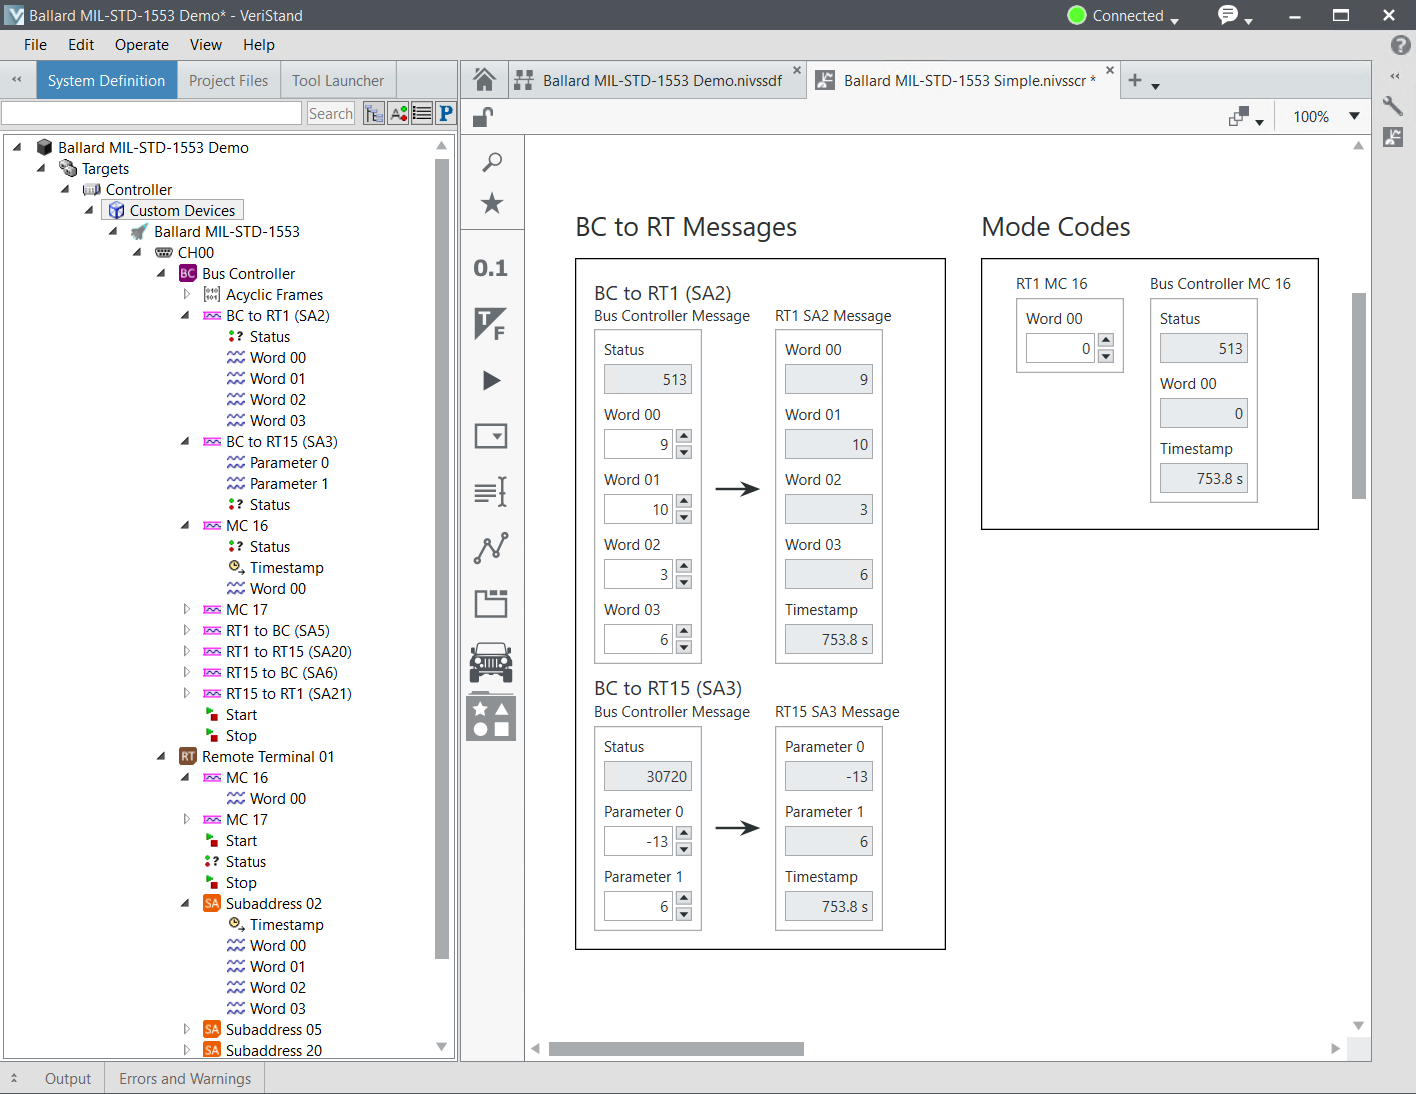 Ballard MIL-STD-1553 Demo* - VeriStand
Connected
File Edit Operate View Help
System Definition Project Files Tool Launcher
Ballard MIL-STD-1553 Demo.nivssdf
Ballard MIL-STD-1553 Simple.nivsscr *
Search
P
100%
Ballard MIL-STD-1553 Demo
Targets
Controller
Custom Devices
Ballard MIL-STD-1553
CH00
BC Bus Controller
Acyclic Frames
BC to RT1 (SA2)
Status
Word 00
Word 01
Word 02
Word 03
BC to RT15 (SA3)
Parameter 0
Parameter 1
Status
MC 16
Status
Timestamp
Word 00
MC 17
RT1 to BC (SA5)
RT1 to RT15 (SA20)
RT15 to BC (SA6)
RT15 to RT1 (SA21)
Start
Stop
RT Remote Terminal 01
MC 16
Word 00
MC 17
Start
Status
Stop
SA Subaddress 02
Timestamp
Word 00
Word 01
Word 02
Word 03
SA Subaddress 05
SA Subaddress 20
0.1
T
F
BC to RT Messages
BC to RT1 (SA2)
Bus Controller Message
Status
513
Word 00
9
Word 01
10
Word 02
3
Word 03
6
RT1 SA2 Message
Word 00
9
Word 01
10
Word 02
3
Word 03
6
Timestamp
753.8 s
BC to RT15 (SA3)
Bus Controller Message
Status
30720
Parameter 0
-13
Parameter 1
6
RT15 SA3 Message
Parameter 0
-13
Parameter 1
6
Timestamp
753.8 s
Mode Codes
RT1 MC 16
Word 00
0
Bus Controller MC 16
Status
513
Word 00
0
Timestamp
753.8 s
Output Errors and Warnings